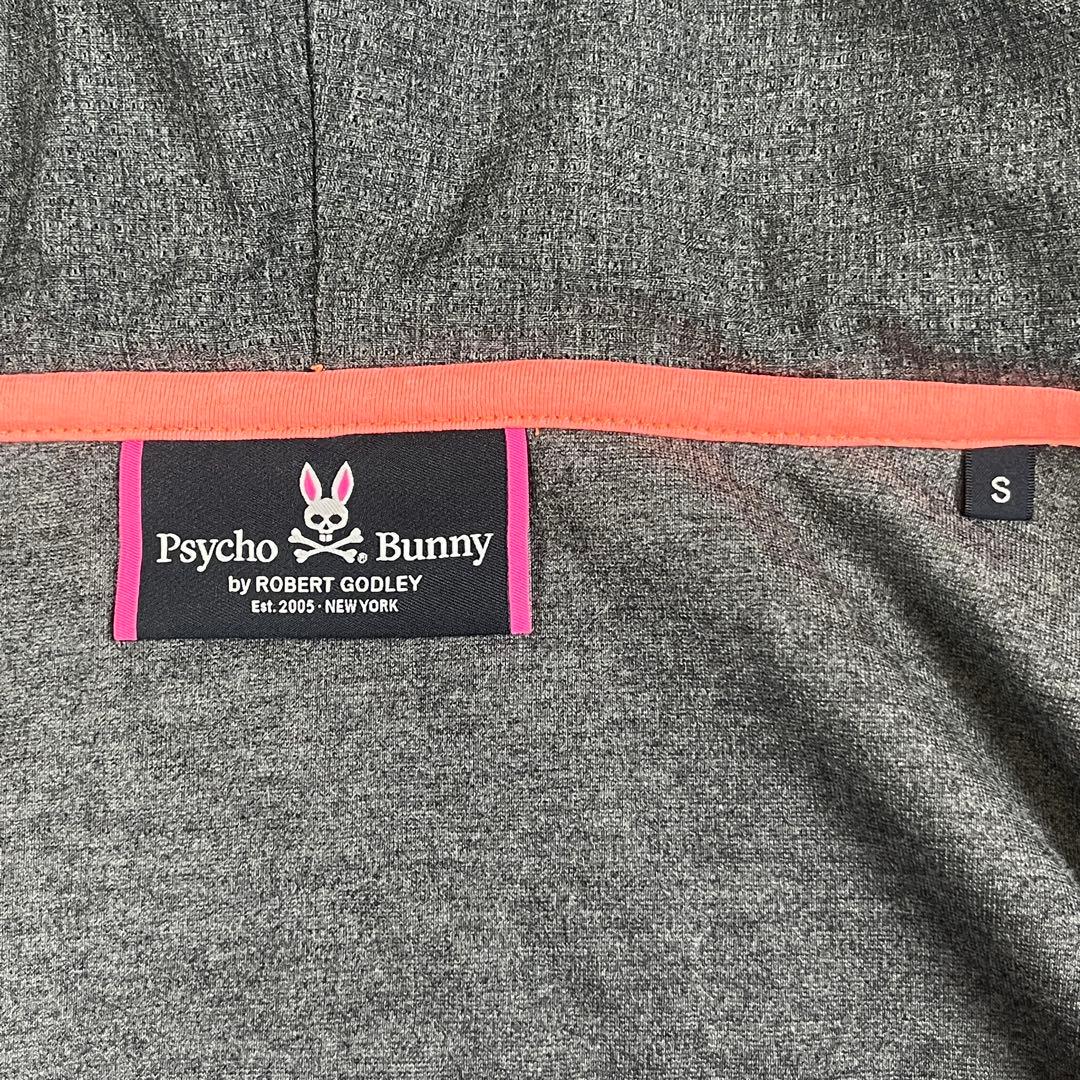 Psycho ® Bunny
by ROBERT GODLEY
Est. 2005 · NEW YORK
S